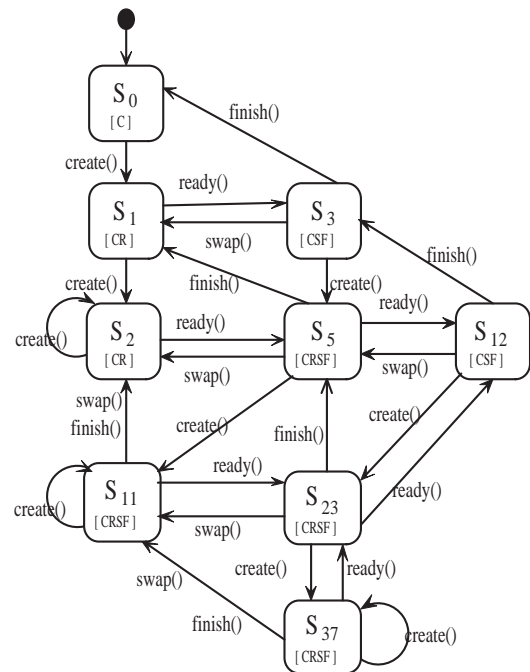 S0
[ C ]
finish()
create()
ready()
S1
[ CR ]
S3
[ CSF ]
swap()
create()
finish()
create()
finish()
ready()
S2
[ CR ]
create()
ready()
S5
[ CRSF ]
S12
[ CSF ]
swap()
swap()
swap()
finish()
create()
finish()
create()
ready()
S11
[ CRSF ]
create()
S23
[ CRSF ]
ready()
swap()
create()
ready()
swap()
finish()
S37
[ CRSF ]
create()